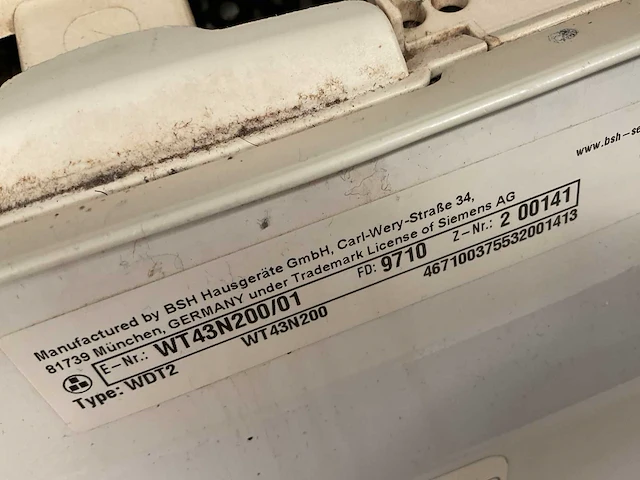 www.bsh-se
Manufactured by BSH Hausgeräte GmbH, Carl-Wery-Straße 34,
81739 München, GERMANY under Trademark License of Siemens AG
E-Nr.: WT43N200/01 FD: 9710 Z-Nr.: 2 00141
Type: WDT2 WT43N200 467100375532001413